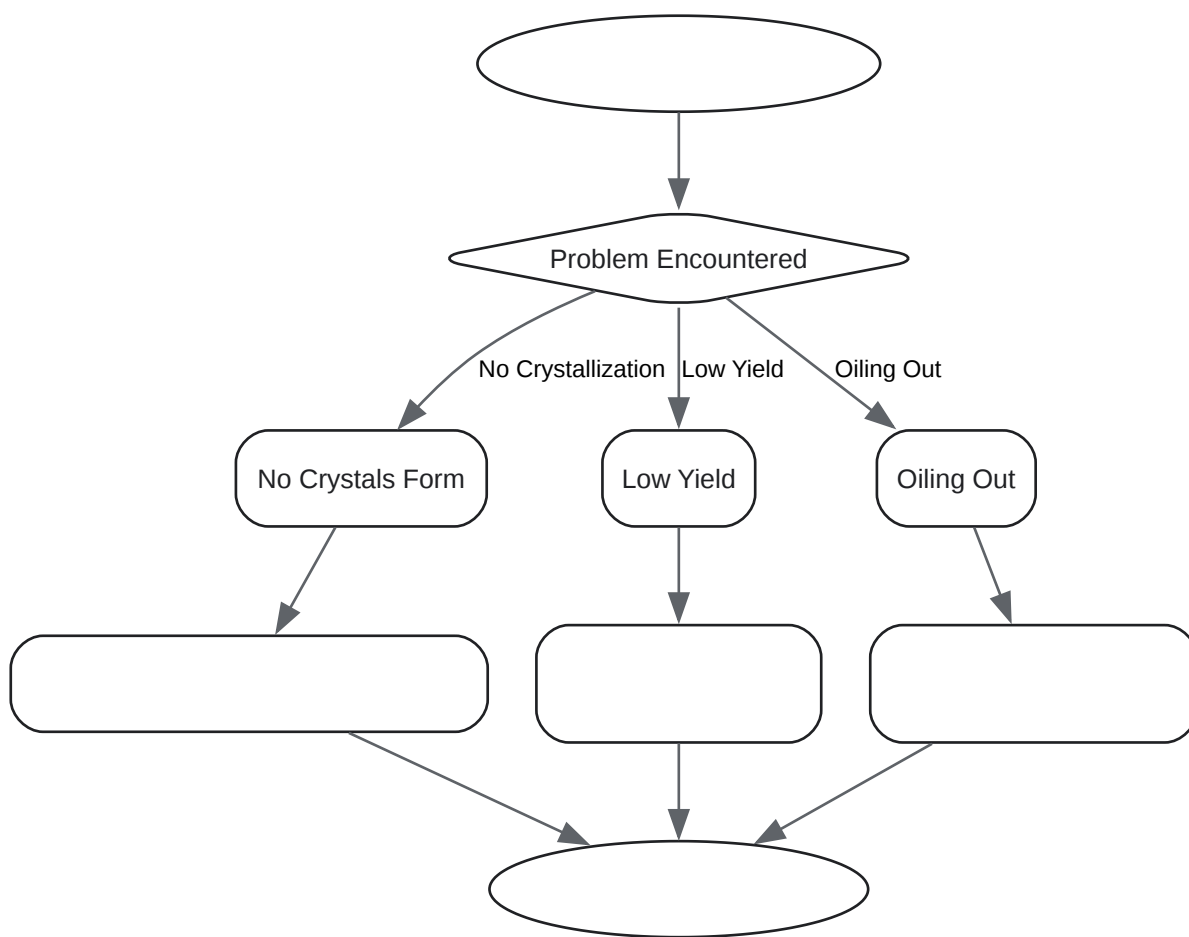 Problem Encountered
No Crystallization
Low Yield
Oiling Out
No Crystals Form
Low Yield
Oiling Out